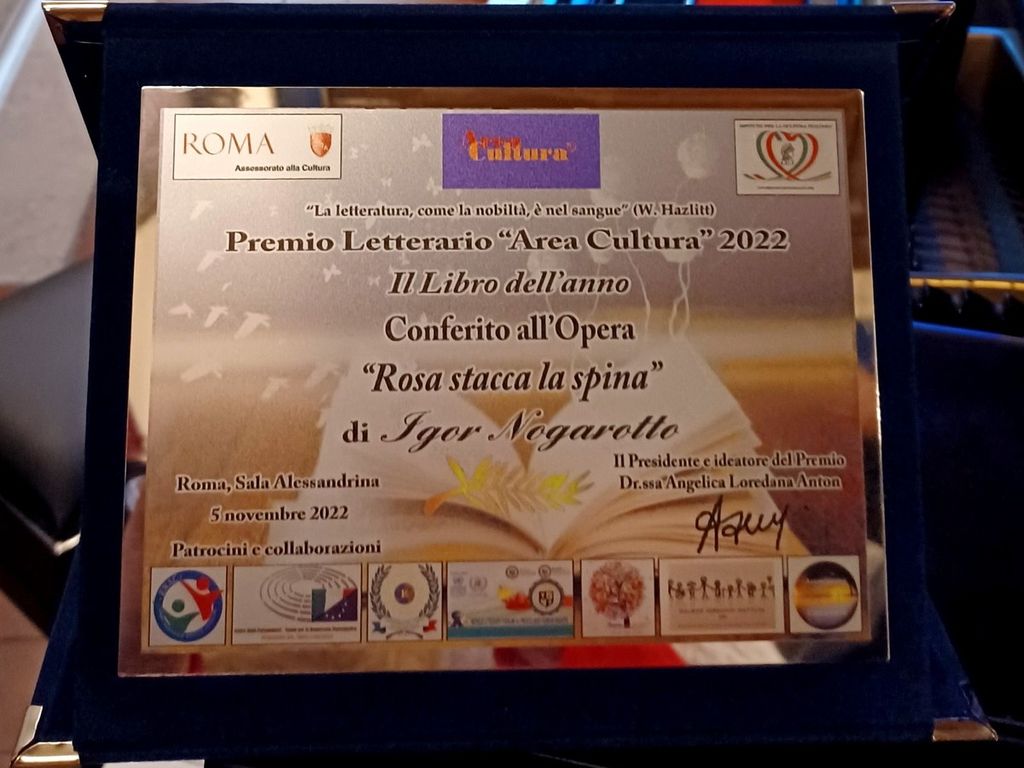 ROMA
Assessorato alla Cultura
Area
Cultura
"La letteratura, come la nobiltà, è nel sangue" (W. Hazlitt)
Premio Letterario "Area Cultura" 2022
Il Libro dell'anno
Conferito all'Opera
"Rosa stacca la spina"
di Igor Nogarotto
Il Presidente e ideatore del Premio
Dr.ssa Angelica Loredana Anton
Roma, Sala Alessandrina
5 novembre 2022
Patrocini e collaborazioni